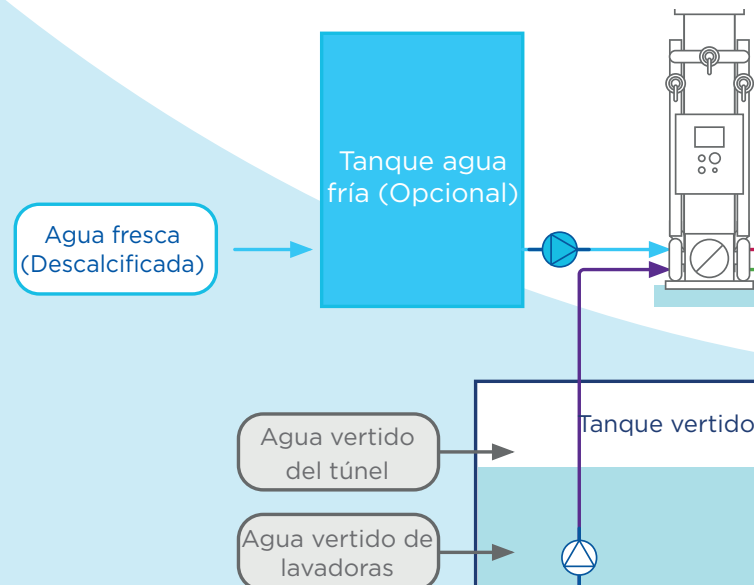 Tanque agua
fría (Opcional)
Agua fresca
(Descalcificada)
Tanque vertido
Agua vertido
del túnel
Agua vertido de
lavadoras